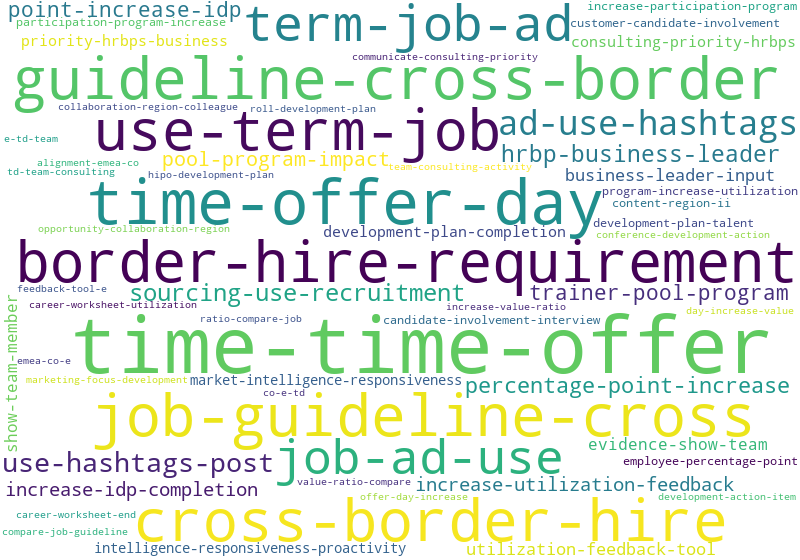 point-increase-idp
term-job-ad
increase-participation-program
participation-program-increase
customer-candidate-involvement
priority-hrbps-business
consulting-priority-hrbps
communicate-consulting-priority
guideline-cross-border
collaboration-region-colleague
roll-development-plan
use-term-job
ad-use-hashtags
e-td-team
pool-program-impact
hrbp-business-leader
alignment-emea-co
team-consulting-activity
td-team-consulting
hipo-development-plan
business-leader-input
time-offer-day
program-increase-utilization
content-region-ii
opportunity-collaboration-region
development-plan-completion
development-plan-talent
conference-development-action
border-hire-requirement
feedback-tool-e
sourcing-use-recruitment
trainer-pool-program
career-worksheet-utilization
increase-value-ratio
day-increase-value
show-team-member
ratio-compare-job
candidate-involvement-interview
time-time-offer
emea-co-e
marketing-focus-development
market-intelligence-responsiveness
percentage-point-increase
co-e-td
job-guideline-cross
use-hashtags-post
job-ad-use
evidence-show-team
employee-percentage-point
increase-idp-completion
value-ratio-compare
increase-utilization-feedback
offer-day-increase
development-action-item
career-worksheet-end
cross-border-hire
compare-job-guideline
intelligence-responsiveness-proactivity
utilization-feedback-tool